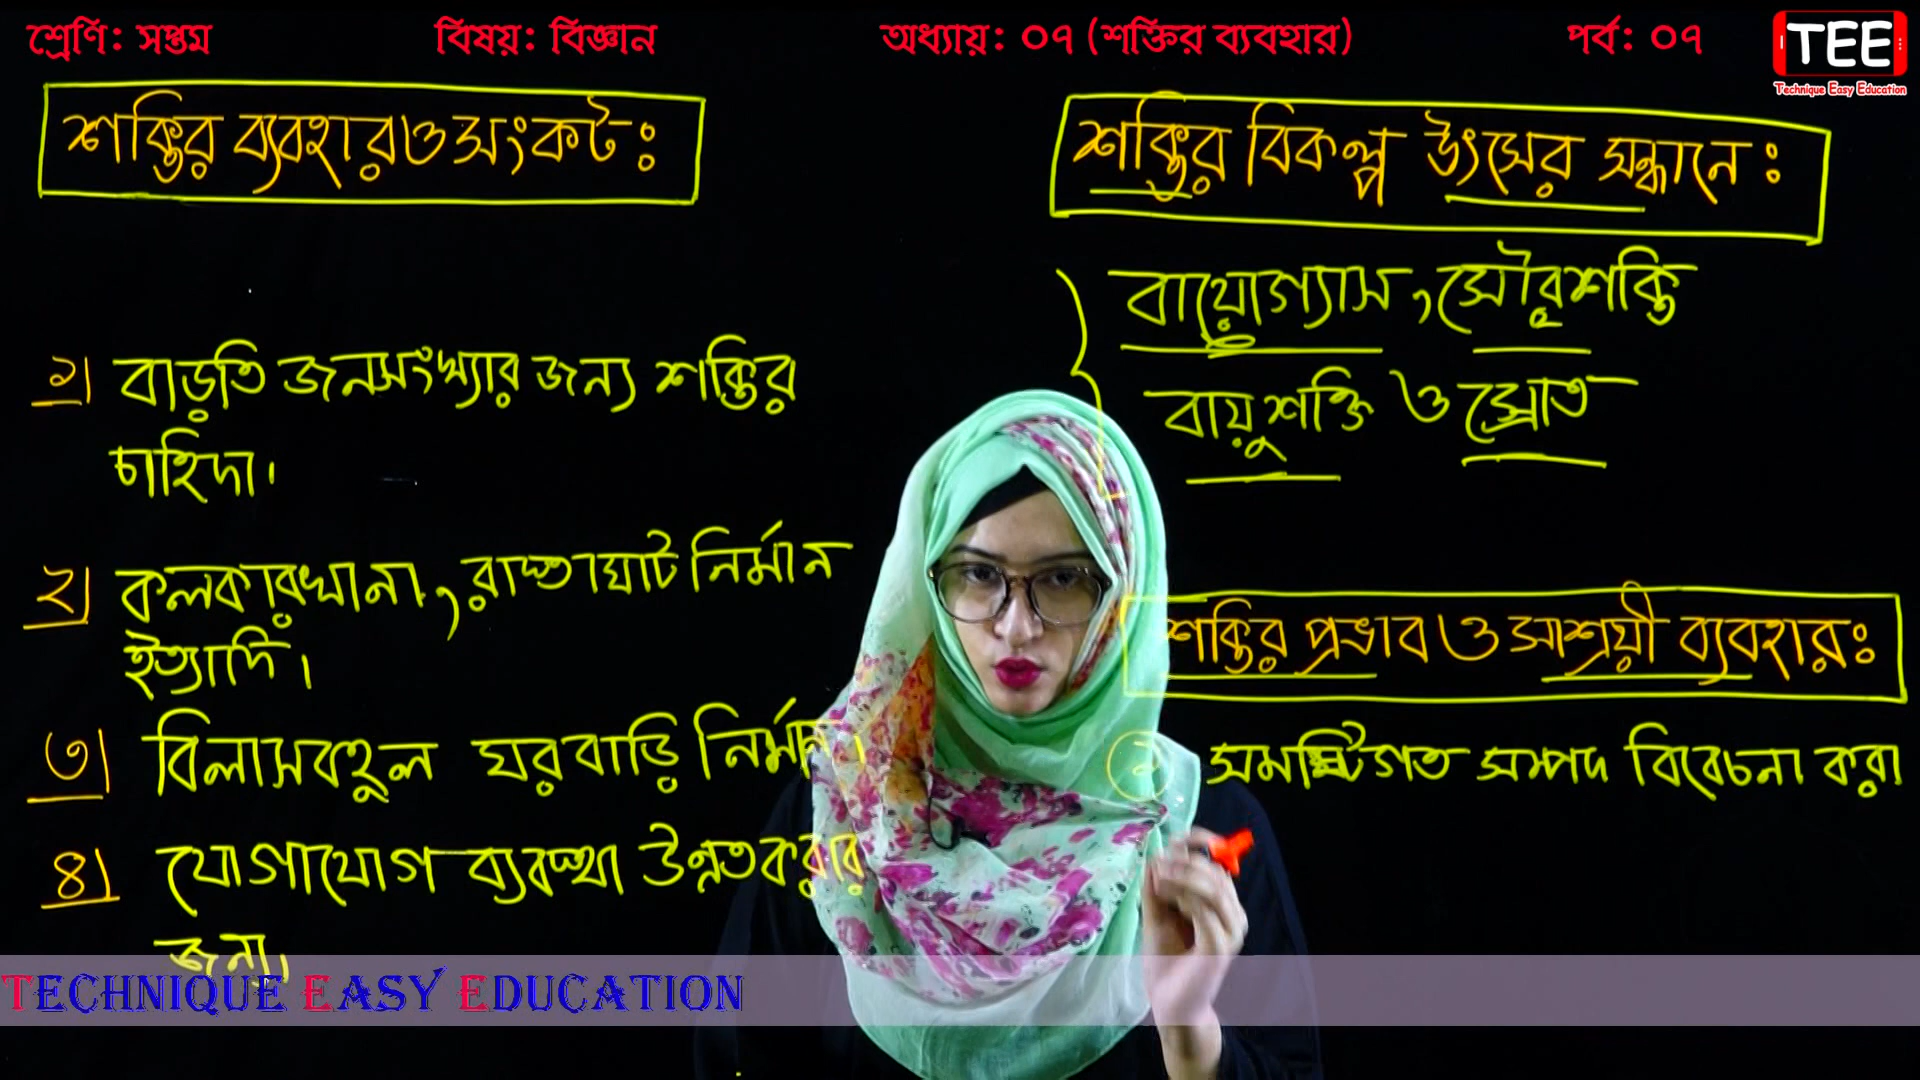 শ্রেণি: সপ্তম
বিষয়: বিজ্ঞান
অধ্যায়: ০৭ (শক্তির ব্যবহার)
পর্ব: ০৭
TEE
Technique Easy Education
শক্তির ব্যবহার ও সংকট:
১। বাড়তি জনসংখ্যার জন্য শক্তির
চাহিদা।
২। কলকারখানা, রাস্তাঘাট নির্মান
ইত্যাদি।
৩। বিলাসবহুল ঘরবাড়ি নির্মান।
৪। যোগাযোগ ব্যবস্থা উন্নত করার
জন্য।
শক্তির বিকল্প উৎসের সন্ধানে:
বায়োগ্যাস, সৌরশক্তি
বায়ুশক্তি ও স্রোত
শক্তির প্রভাব ও সাশ্রয়ী ব্যবহার:
সমষ্টিগত সম্পদ বিবেচনা করা
TECHNIQUE EASY EDUCATION